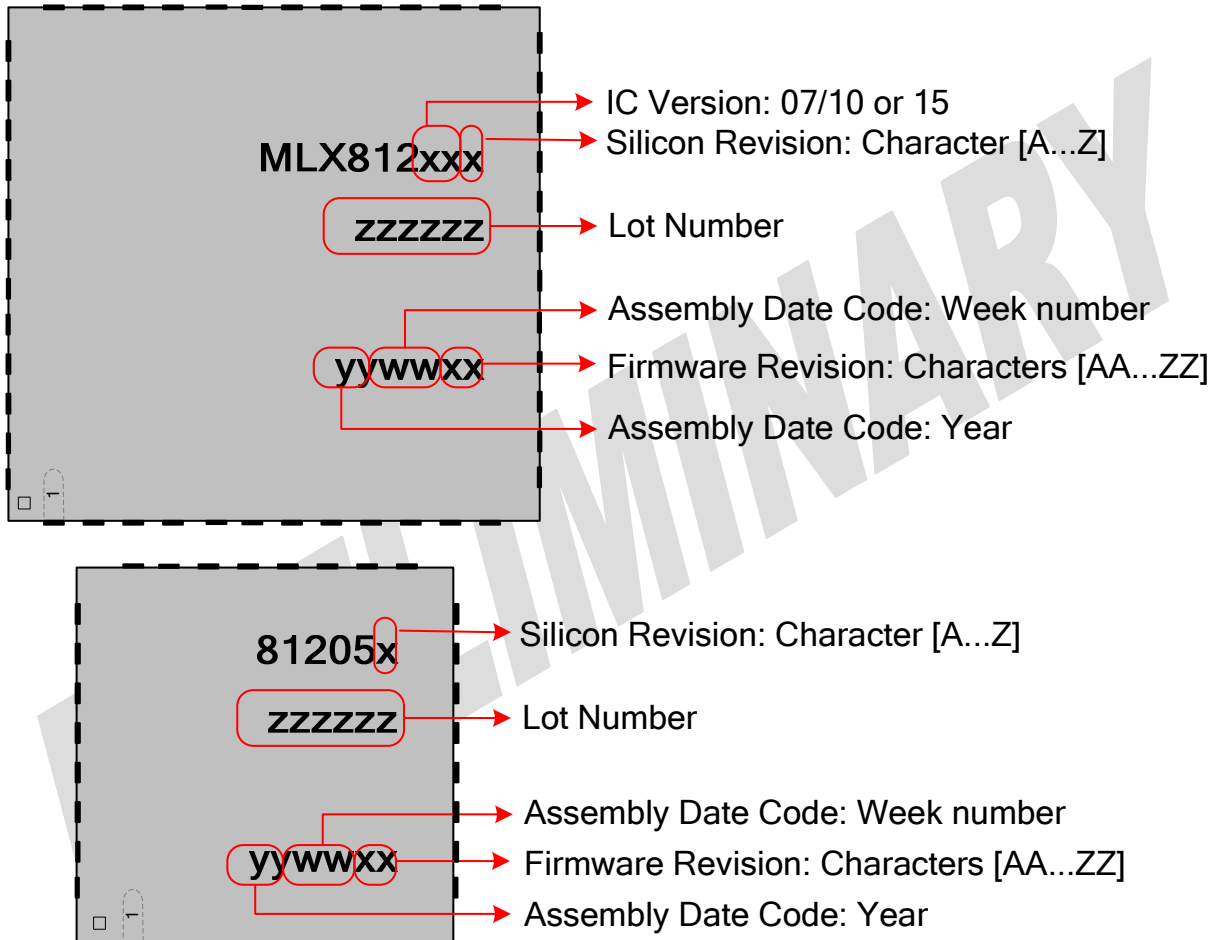 IC Version: 07/10 or 15
MLX812xxx
Silicon Revision: Character [A...Z]
zzzzzz
Lot Number
Assembly Date Code: Week number
yywwxx
Firmware Revision: Characters [AA...ZZ]
Assembly Date Code: Year
1
81205x
Silicon Revision: Character [A...Z]
zzzzzz
Lot Number
Assembly Date Code: Week number
yywwxx
Firmware Revision: Characters [AA...ZZ]
Assembly Date Code: Year
1
PRELIMINARY